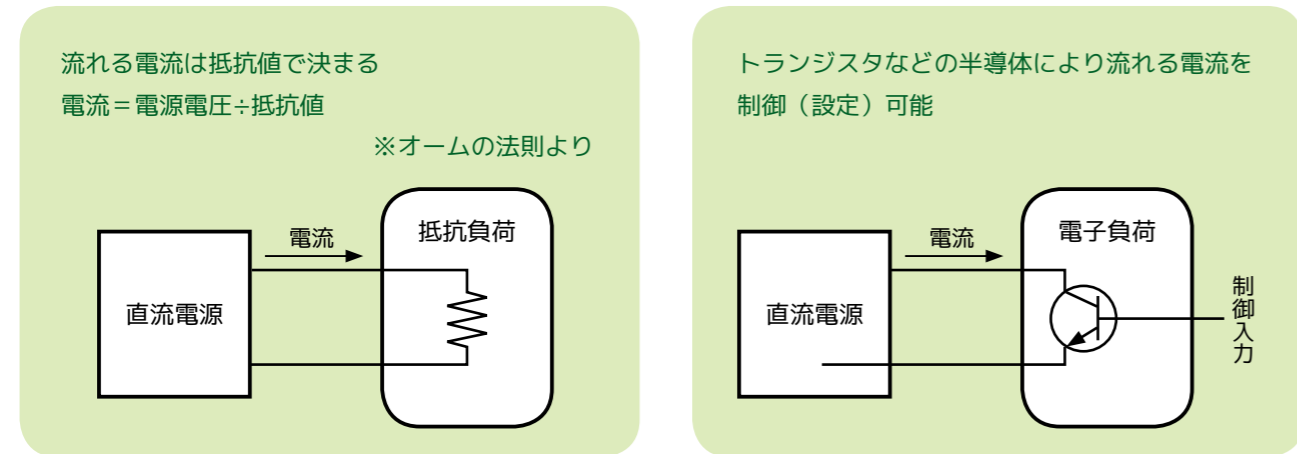 流れる電流は抵抗値で決まる
電流＝電源電圧÷抵抗値
※オームの法則より
電流
抵抗負荷
直流電源
トランジスタなどの半導体により流れる電流を
制御（設定）可能
電流
電子負荷
直流電源
制御入力